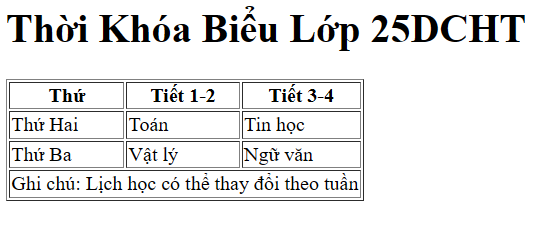 Thời Khóa Biểu Lớp 25DCHT
Thứ Tiết 1-2 Tiết 3-4
Thứ Hai Toán Tin học
Thứ Ba Vật lý Ngữ văn
Ghi chú: Lịch học có thể thay đổi theo tuần